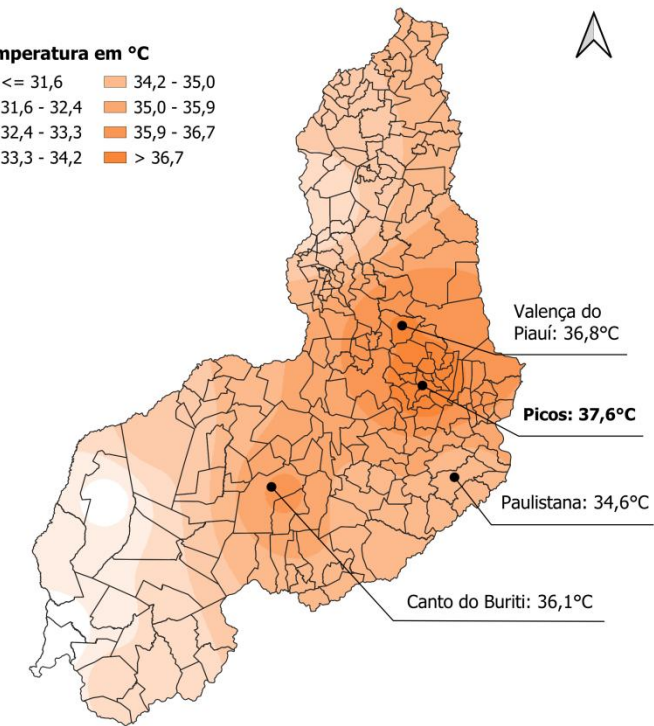 mperatura em °C
<= 31,6
31,6 - 32,4
32,4 - 33,3
33,3 - 34,2
34,2 - 35,0
35,0 - 35,9
35,9 - 36,7
> 36,7
Valença do
Piauí: 36,8°C
Picos: 37,6°C
Paulistana: 34,6°C
Canto do Buriti: 36,1°C